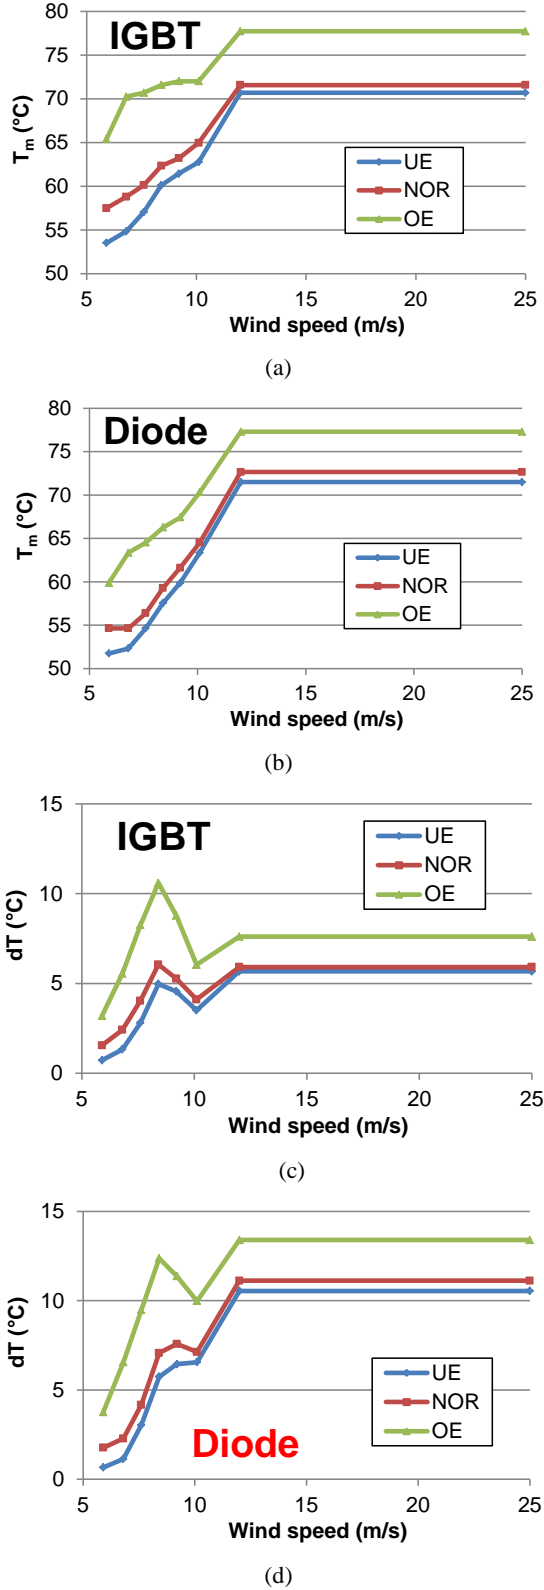 IGBT
80
75
70
65
60
55
50
T_m (°C)
UE
NOR
OE
5 10 15 20 25
Wind speed (m/s)
(a)
Diode
80
75
70
65
60
55
50
T_m (°C)
UE
NOR
OE
5 10 15 20 25
Wind speed (m/s)
(b)
IGBT
15
10
5
0
dT (°C)
UE
NOR
OE
5 10 15 20 25
Wind speed (m/s)
(c)
15
10
5
0
dT (°C)
UE
NOR
OE
Diode
5 10 15 20 25
Wind speed (m/s)
(d)